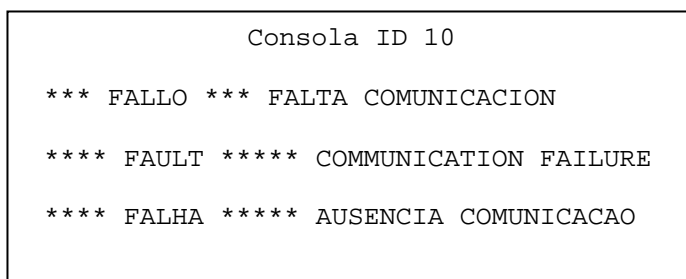 Consola ID 10
*** FALLO *** FALTA COMUNICACION
**** FAULT ***** COMMUNICATION FAILURE
**** FALHA ***** AUSENCIA COMUNICACAO